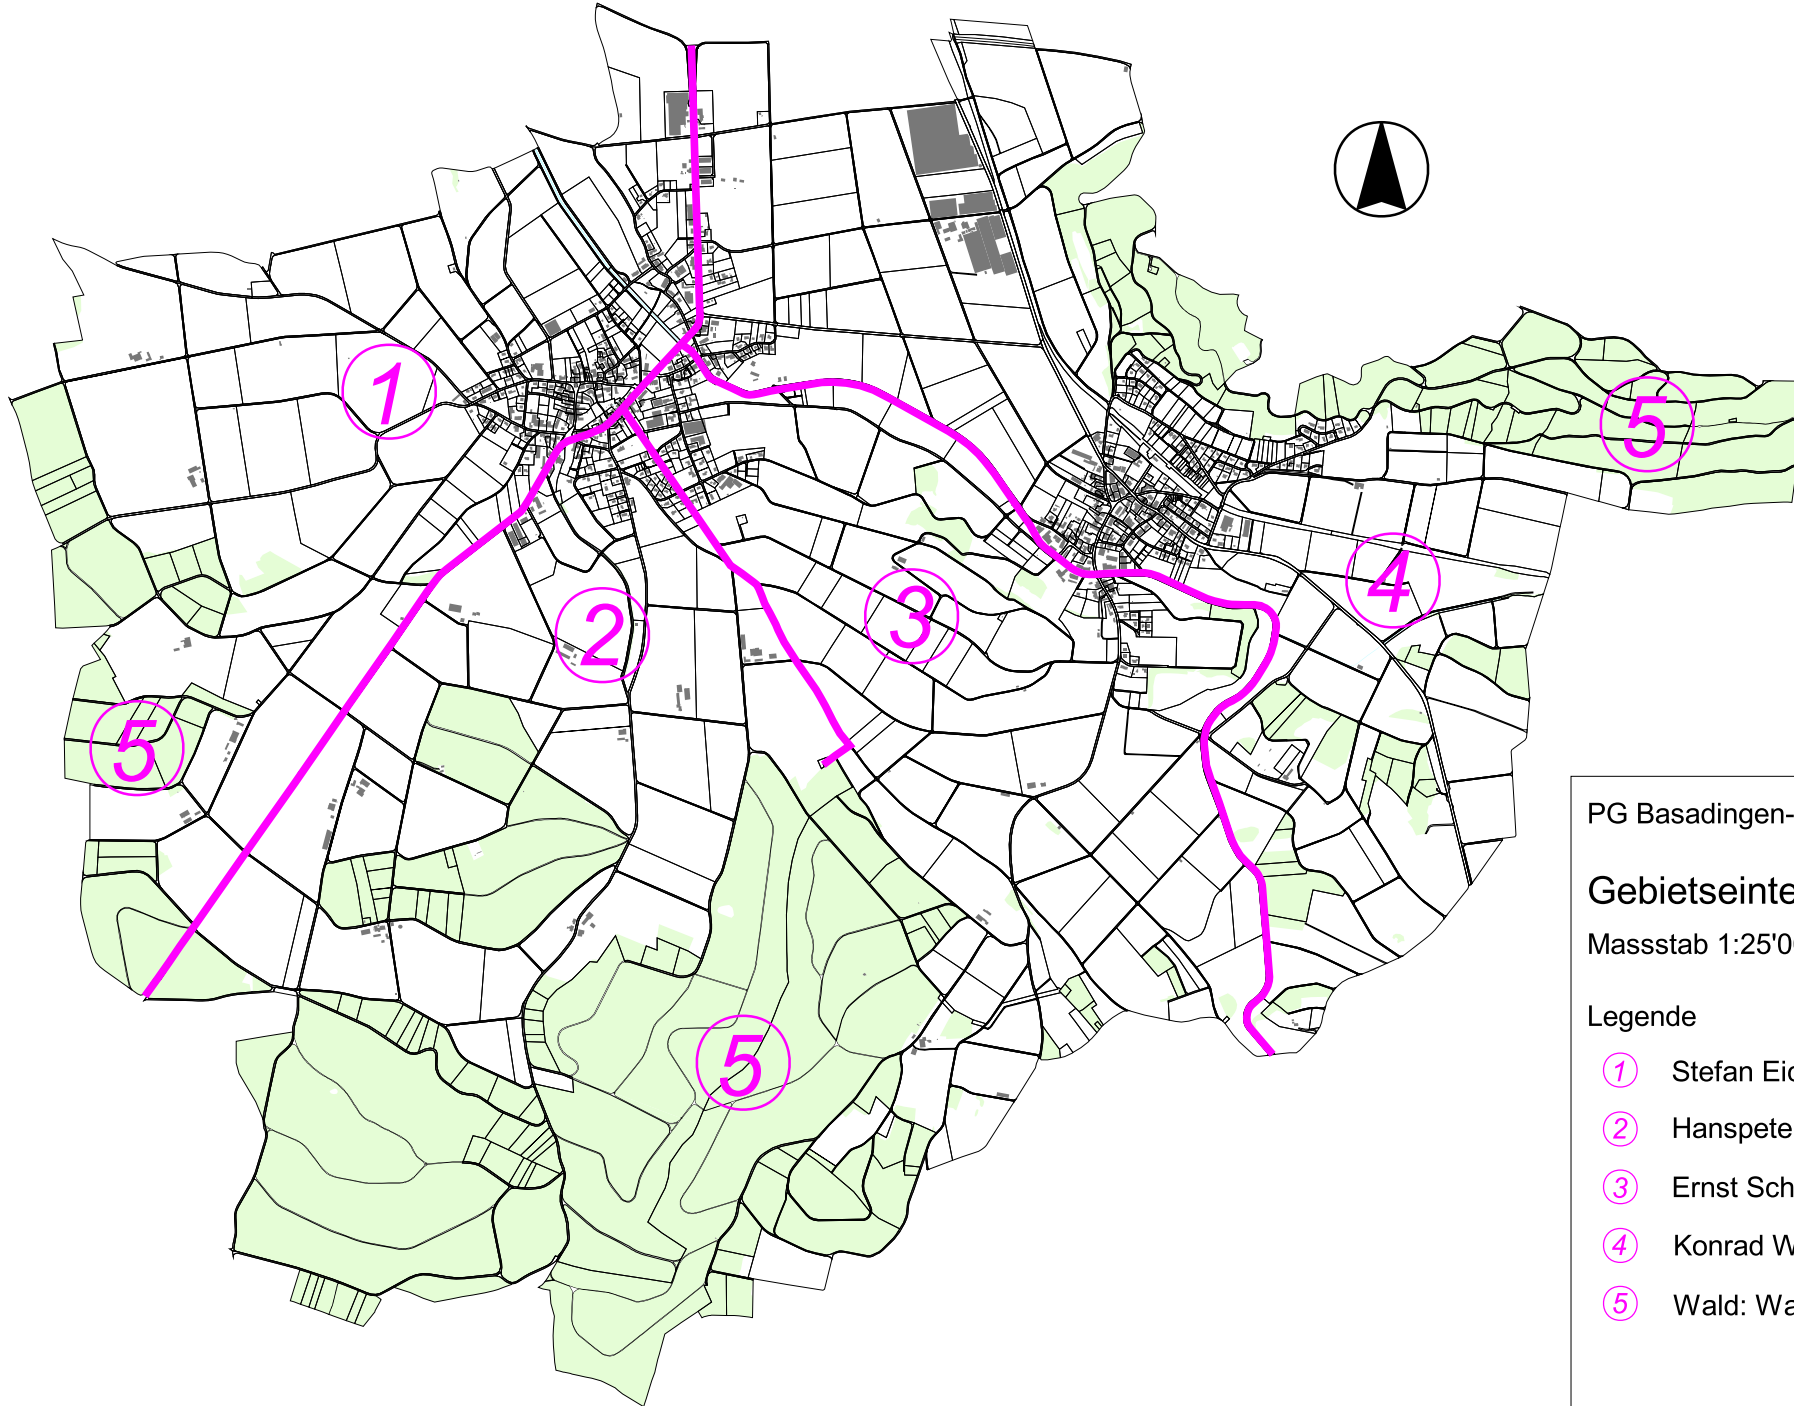 1
2
3
4
5
5
5
PG Basadingen-
Gebietseinte
Massstab 1:25'0
Legende
1 Stefan Eic
2 Hanspete
3 Ernst Sch
4 Konrad W
5 Wald: Wa